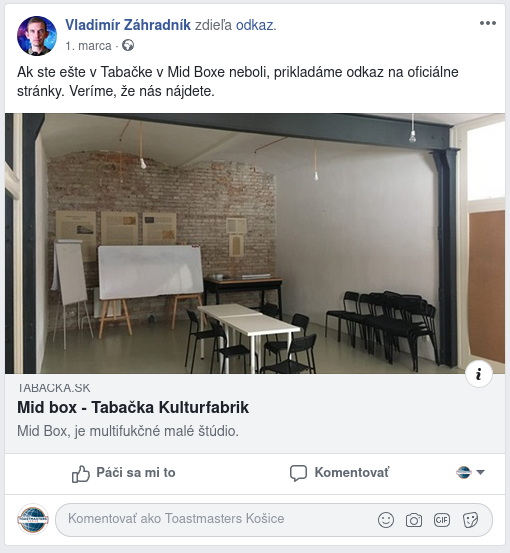 Vladimír Záhradník zdieľa odkaz.
1. marca ·
Ak ste ešte v Tabačke v Mid Boxe neboli, prikladáme odkaz na oficiálne
stránky. Veríme, že nás nájdete.
TABACKA.SK
Mid box - Tabačka Kulturfabrik
Mid Box, je multifukčné malé štúdio.
Páči sa mi to
Komentovať
TOASTMASTERS
Komentovať ako Toastmasters Košice
GIF